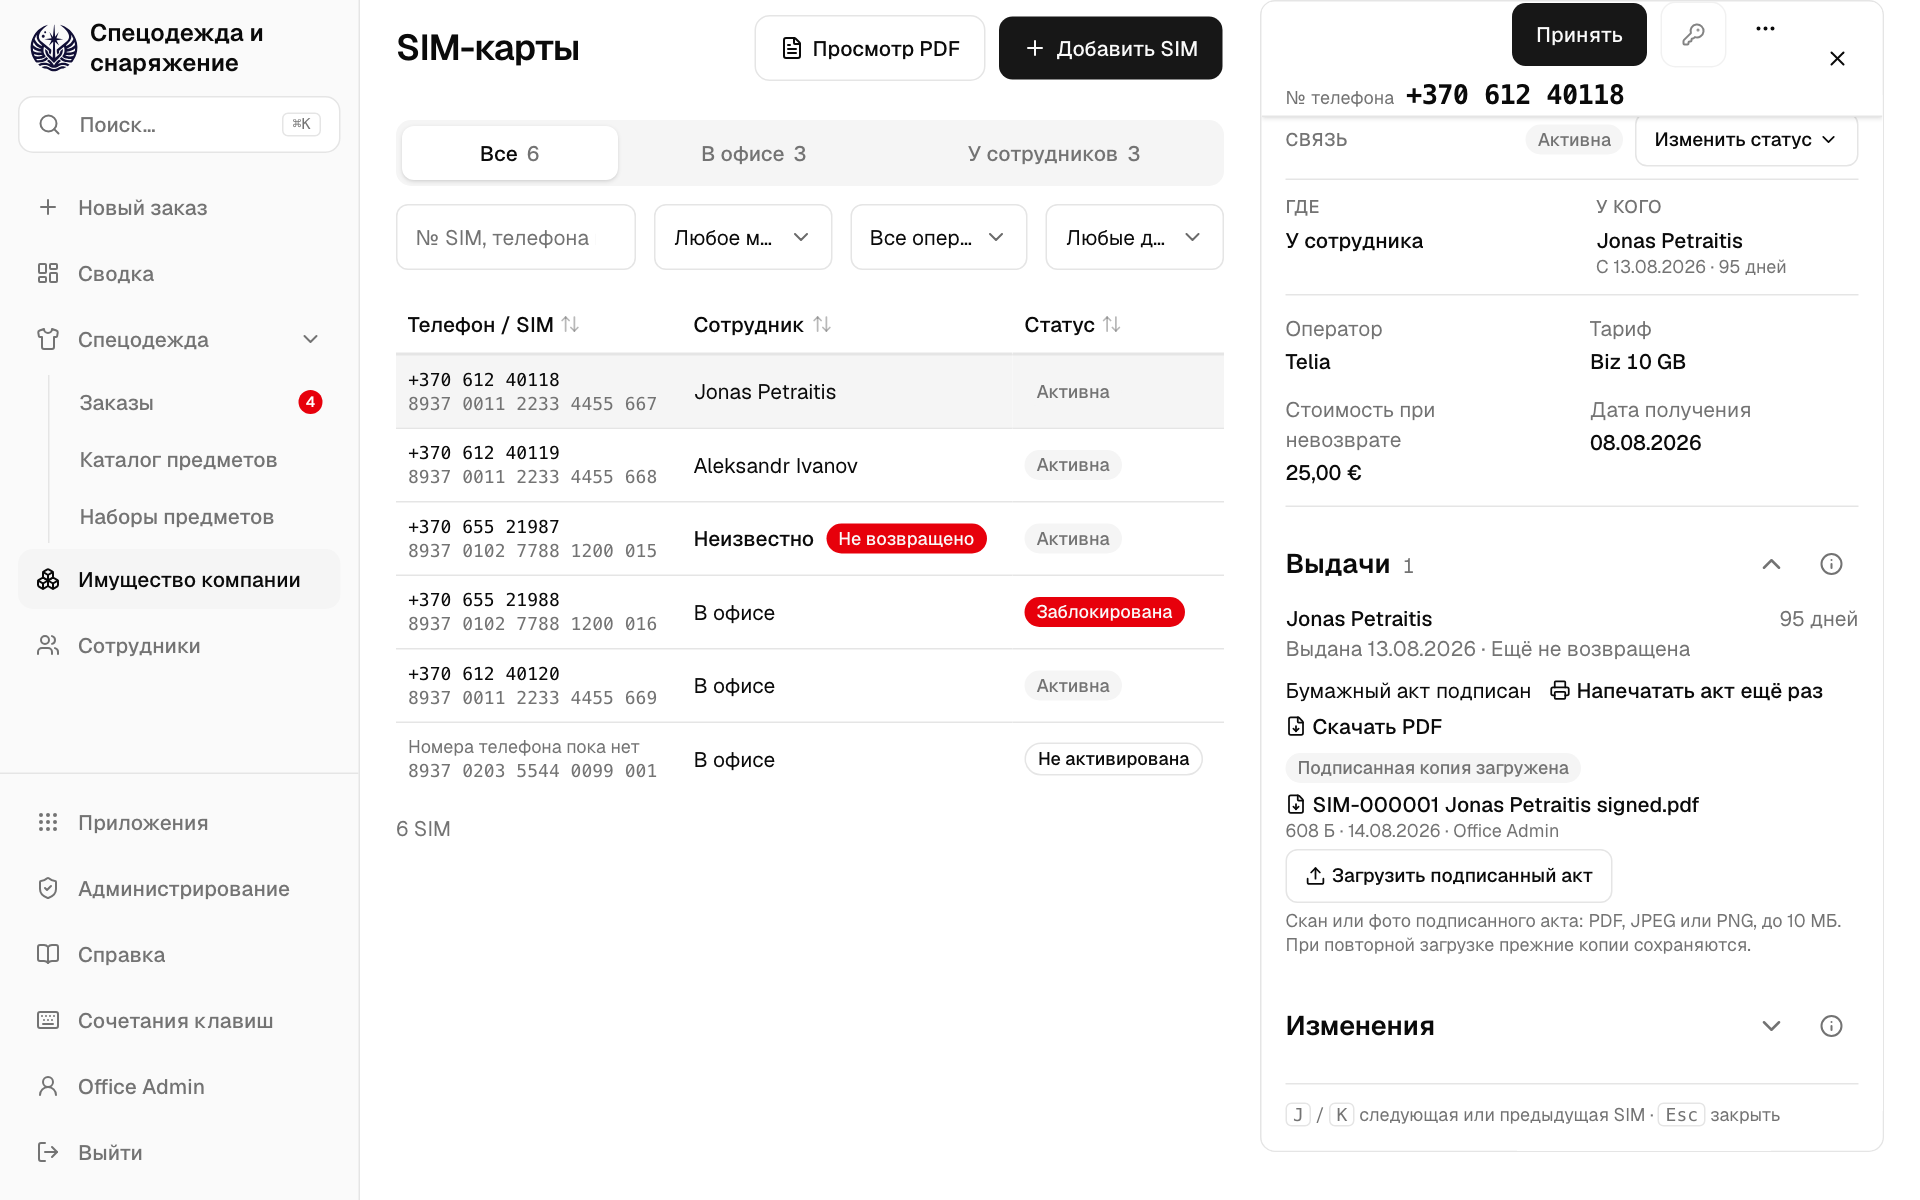 Спецодежда и
снаряжение
Поиск...
⌘K
Новый заказ
Сводка
Спецодежда
Заказы
4
Каталог предметов
Наборы предметов
Имущество компании
Сотрудники
Приложения
Администрирование
Справка
Сочетания клавиш
Office Admin
Выйти
SIM-карты
Просмотр PDF
Добавить SIM
Все 6
В офисе 3
У сотрудников 3
№ SIM, телефона
Любое м...
Все опер...
Любые д...
Телефон / SIM
Сотрудник
Статус
+370 612 40118
8937 0011 2233 4455 667
Jonas Petraitis
Активна
+370 612 40119
8937 0011 2233 4455 668
Aleksandr Ivanov
Активна
+370 655 21987
8937 0102 7788 1200 015
Неизвестно
Не возвращено
Активна
+370 655 21988
8937 0102 7788 1200 016
В офисе
Заблокирована
+370 612 40120
8937 0011 2233 4455 669
В офисе
Активна
Номера телефона пока нет
8937 0203 5544 0099 001
В офисе
Не активирована
6 SIM
Принять
№ телефона +370 612 40118
СВЯЗЬ
Активна
Изменить статус
ГДЕ
У сотрудника
У КОГО
Jonas Petraitis
С 13.08.2026 · 95 дней
Оператор
Telia
Тариф
Biz 10 GB
Стоимость при
невозврате
25,00 €
Дата получения
08.08.2026
Выдачи 1
Jonas Petraitis
95 дней
Выдана 13.08.2026 · Ещё не возвращена
Бумажный акт подписан
Напечатать акт ещё раз
Скачать PDF
Подписанная копия загружена
SIM-000001 Jonas Petraitis signed.pdf
608 Б · 14.08.2026 · Office Admin
Загрузить подписанный акт
Скан или фото подписанного акта: PDF, JPEG или PNG, до 10 МБ.
При повторной загрузке прежние копии сохраняются.
Изменения
J / K следующая или предыдущая SIM · Esc закрыть